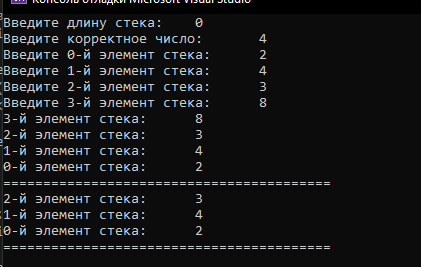 Консоль отладки Microsoft Visual Studio
Введите длину стека: 0
Введите корректное число: 4
Введите 0-й элемент стека: 2
Введите 1-й элемент стека: 4
Введите 2-й элемент стека: 3
Введите 3-й элемент стека: 8
3-й элемент стека: 8
2-й элемент стека: 3
1-й элемент стека: 4
0-й элемент стека: 2
=========================================
2-й элемент стека: 3
1-й элемент стека: 4
0-й элемент стека: 2
=========================================